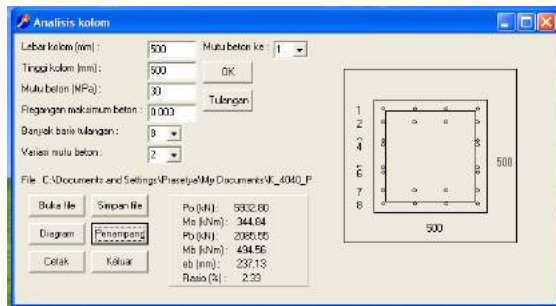 Analisis kolom
Lebar kolom (mm) : 500 Mutu beton ke : 1
Tinggi kolom (mm) : 500 OK
Mutu beton (MPa) : 30
Regangan maksimum beton : 0.003 Tulangan
Banyak baris tulangan : 8
Variasi mutu beton : 2
File C:\Documents and Settings\Prasetya\My Documents\K_4040_P
Buka file Simpan file
Diagram Penampang
Cetak Keluar
Po (kN) : 5932.80
Mo (kNm) : 344.84
Pb (kN) : 2085.55
Mb (kNm) : 494.56
eb (mm) : 237.13
Rasio (%) : 2.33
1
2
4
6
7
8
500
500